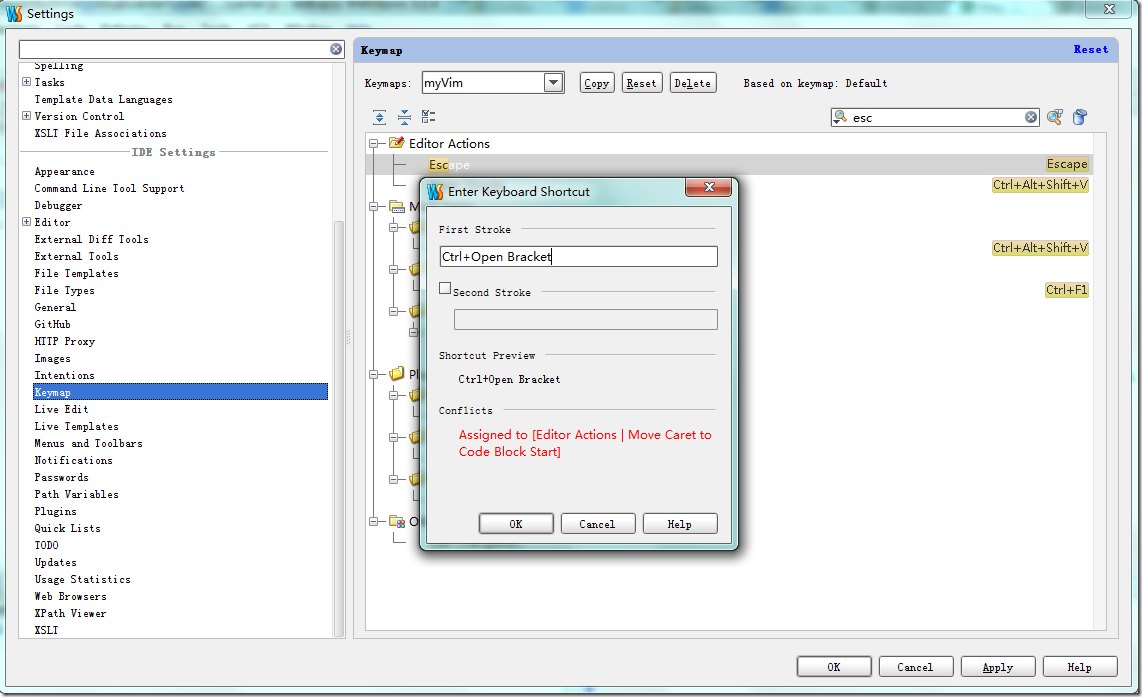 Settings
Keymap
Reset
Spelling
Tasks
Template Data Languages
Version Control
XSLT File Associations
IDE Settings
Appearance
Command Line Tool Support
Debugger
Editor
External Diff Tools
External Tools
File Templates
File Types
General
GitHub
HTTP Proxy
Images
Intentions
Keymap
Live Edit
Live Templates
Menus and Toolbars
Notifications
Passwords
Path Variables
Plugins
Quick Lists
TODO
Updates
Usage Statistics
Web Browsers
XPath Viewer
XSLT
Keymaps: myVim Copy Reset Delete Based on keymap: Default
esc
Editor Actions
Escape Escape
Ctrl+Alt+Shift+V
M
Ctrl+Alt+Shift+V
Ctrl+F1
Pl
O
Enter Keyboard Shortcut
First Stroke
Ctrl+Open Bracket
Second Stroke
Shortcut Preview
Ctrl+Open Bracket
Conflicts
Assigned to [Editor Actions | Move Caret to
Code Block Start]
OK Cancel Help
OK Cancel Apply Help